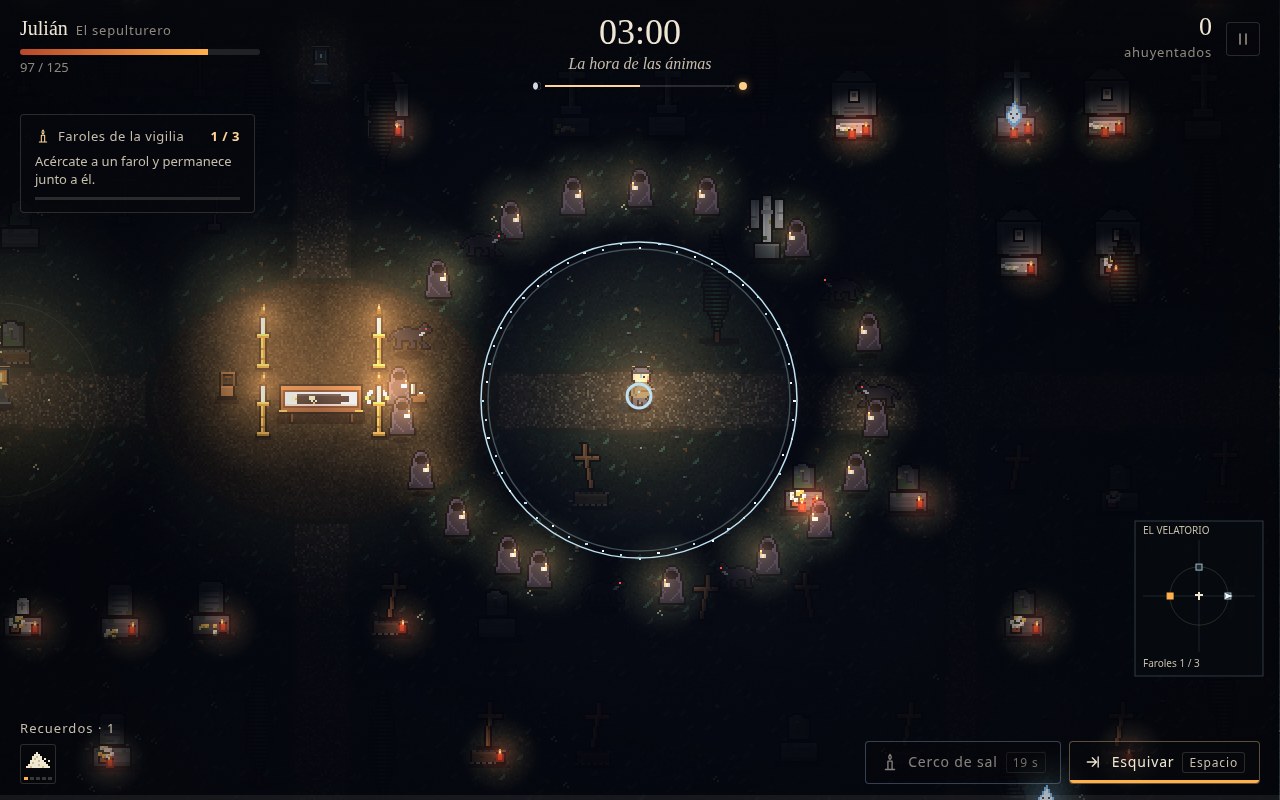 Julián El sepulturero
97 / 125
03:00
La hora de las ánimas
0
ahuyentados
Faroles de la vigilia 1 / 3
Acércate a un farol y permanece
junto a él.
EL VELATORIO
Faroles 1 / 3
Recuerdos · 1
Cerco de sal 19 s
Esquivar Espacio